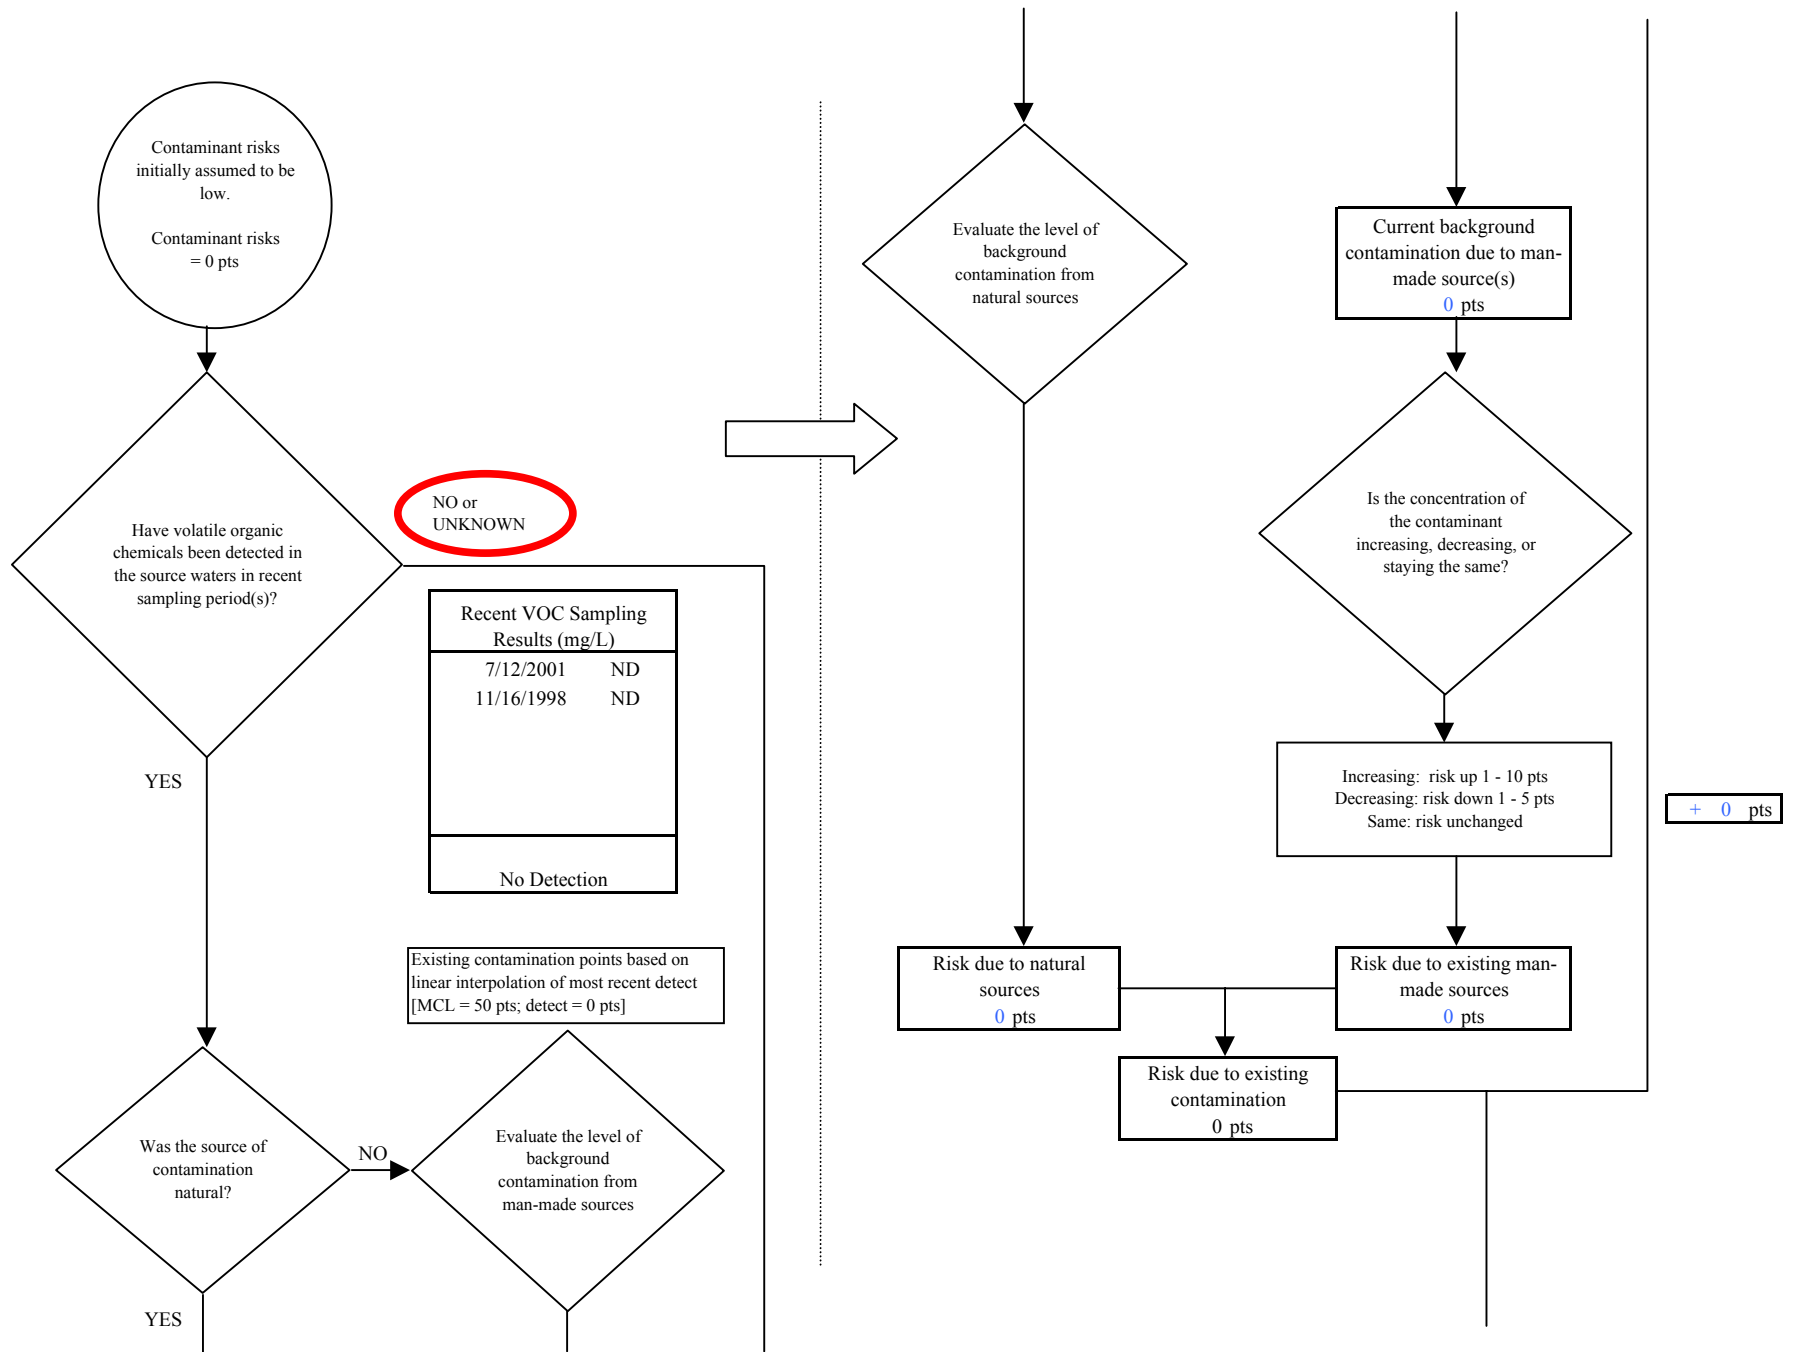 Contaminant risks
initially assumed to be
low.
Contaminant risks
= 0 pts
NO or
UNKNOWN
Have volatile organic
chemicals been detected in
the source waters in recent
sampling period(s)?
Recent VOC Sampling
Results (mg/L)
7/12/2001 ND
11/16/1998 ND
No Detection
YES
Existing contamination points based on
linear interpolation of most recent detect
[MCL = 50 pts; detect = 0 pts]
Was the source of
contamination
natural?
NO
Evaluate the level of
background
contamination from
man-made sources
YES
Evaluate the level of
background
contamination from
natural sources
Current background
contamination due to man-
made source(s)
0 pts
Is the concentration of
the contaminant
increasing, decreasing, or
staying the same?
Increasing: risk up 1 - 10 pts
Decreasing: risk down 1 - 5 pts
Same: risk unchanged
+ 0 pts
Risk due to natural
sources
0 pts
Risk due to existing man-
made sources
0 pts
Risk due to existing
contamination
0 pts